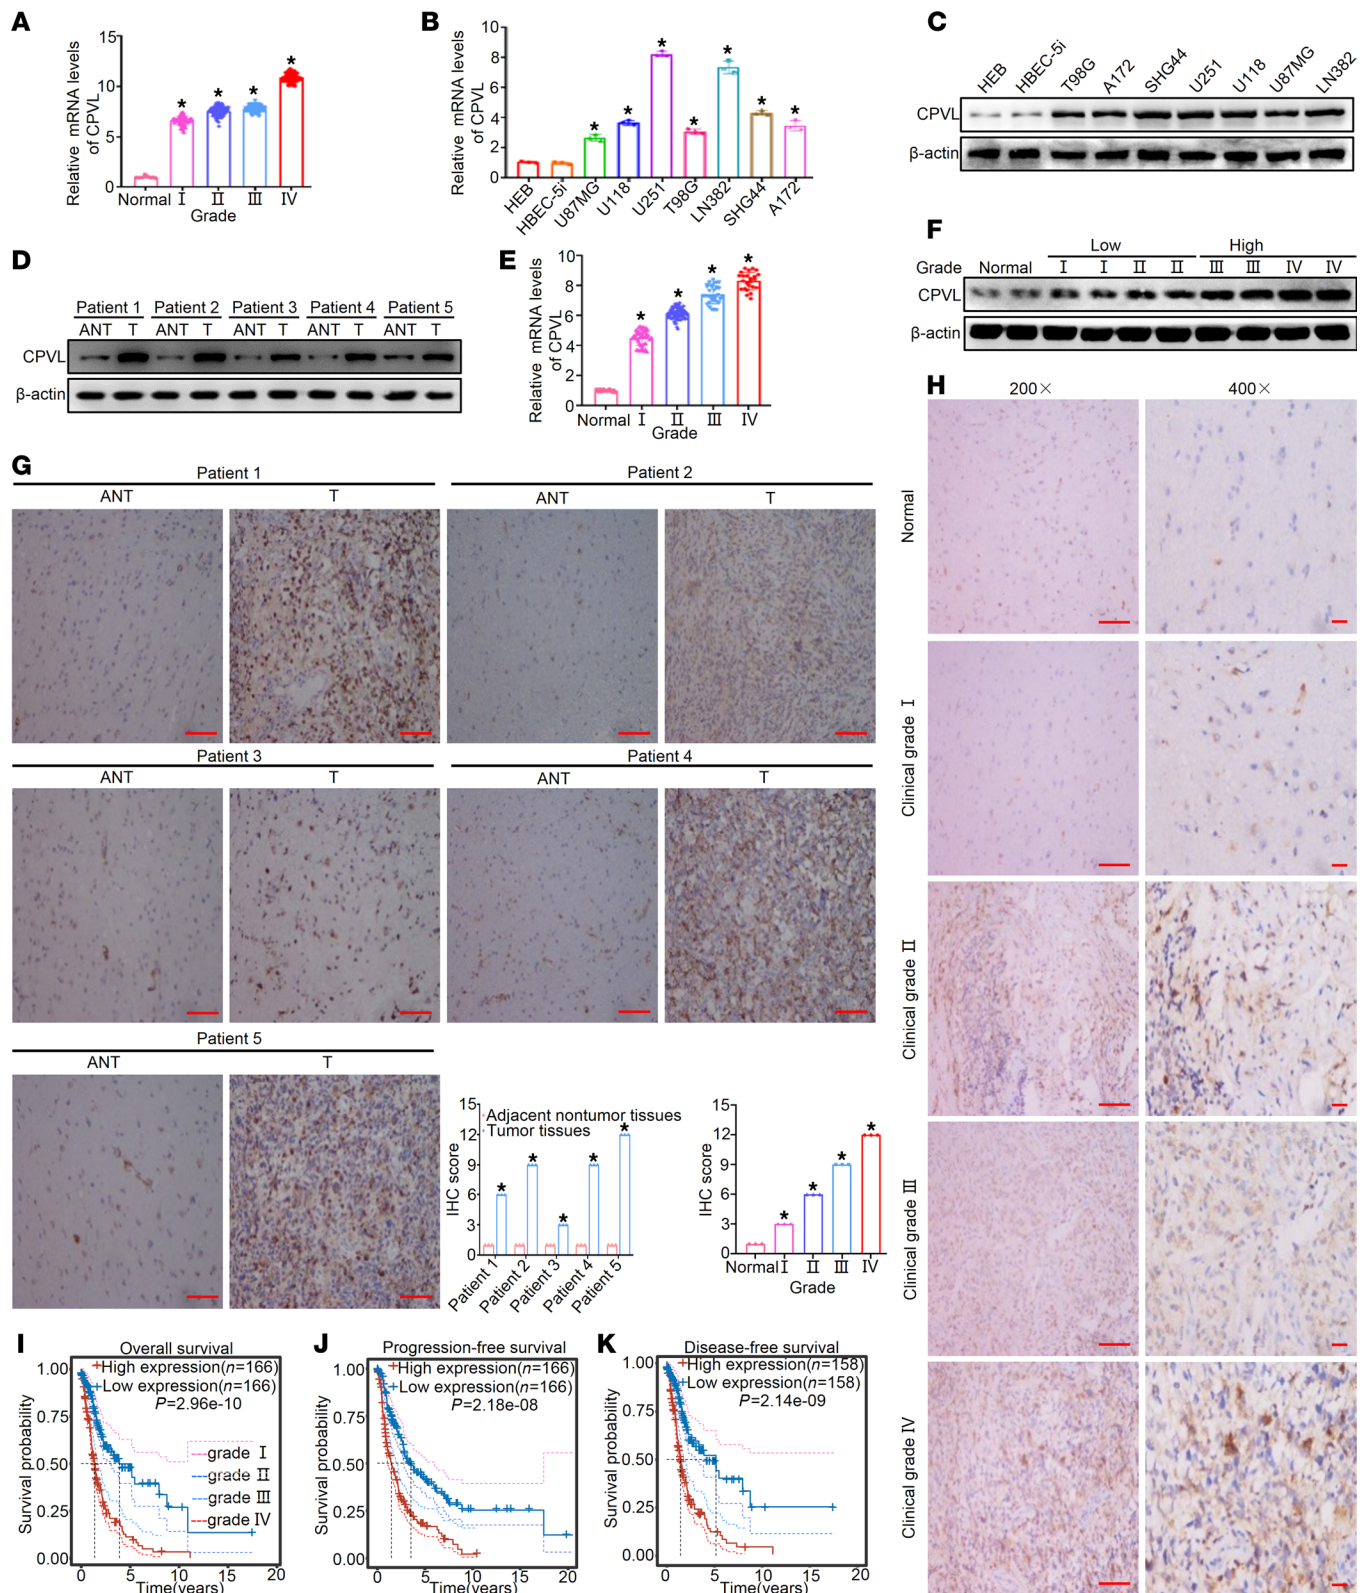 A
Relative mRNA levels
of CPVL
15
10
5
0
* * * *
Normal I II III IV
Grade
B
Relative mRNA levels
of CPVL
10
8
6
4
2
0
* * * * * * *
HEB HBEC-5i U87MG U118 U251 T98G LN382 SHG44 A172
C
HEB HBEC-5i T98G A172 SHG44 U251 U118 U87MG LN382
CPVL
β-actin
D
Patient 1 Patient 2 Patient 3 Patient 4 Patient 5
ANT T ANT T ANT T ANT T ANT T
CPVL
β-actin
E
Relative mRNA levels
of CPVL
10
8
6
4
2
0
* * * *
Normal I II III IV
Grade
F
Low High
Grade Normal I I II II III III IV IV
CPVL
β-actin
G
Patient 1 Patient 2
ANT T ANT T
Patient 3 Patient 4
ANT T ANT T
Patient 5
ANT T
IHC score
15
12
9
6
3
0
Adjacent nontumor tissues
Tumor tissues
* * * * *
Patient 1 Patient 2 Patient 3 Patient 4 Patient 5
IHC score
15
12
9
6
3
0
* * * *
Normal I II III IV
Grade
H
200× 400×
Normal
Clinical grade I
Clinical grade II
Clinical grade III
Clinical grade IV
I
Overall survival
High expression(n=166)
Low expression(n=166)
P=2.96e-10
grade I
grade II
grade III
grade IV
Survival probability
1.00
0.75
0.50
0.25
0.00
0 5 10 15 20
Time(years)
J
Progression-free survival
High expression(n=166)
Low expression(n=166)
P=2.18e-08
Survival probability
1.00
0.75
0.50
0.25
0.00
0 5 10 15 20
Time(years)
K
Disease-free survival
High expression(n=158)
Low expression(n=158)
P=2.14e-09
Survival probability
1.00
0.75
0.50
0.25
0.00
0 5 10 15 20
Time(years)